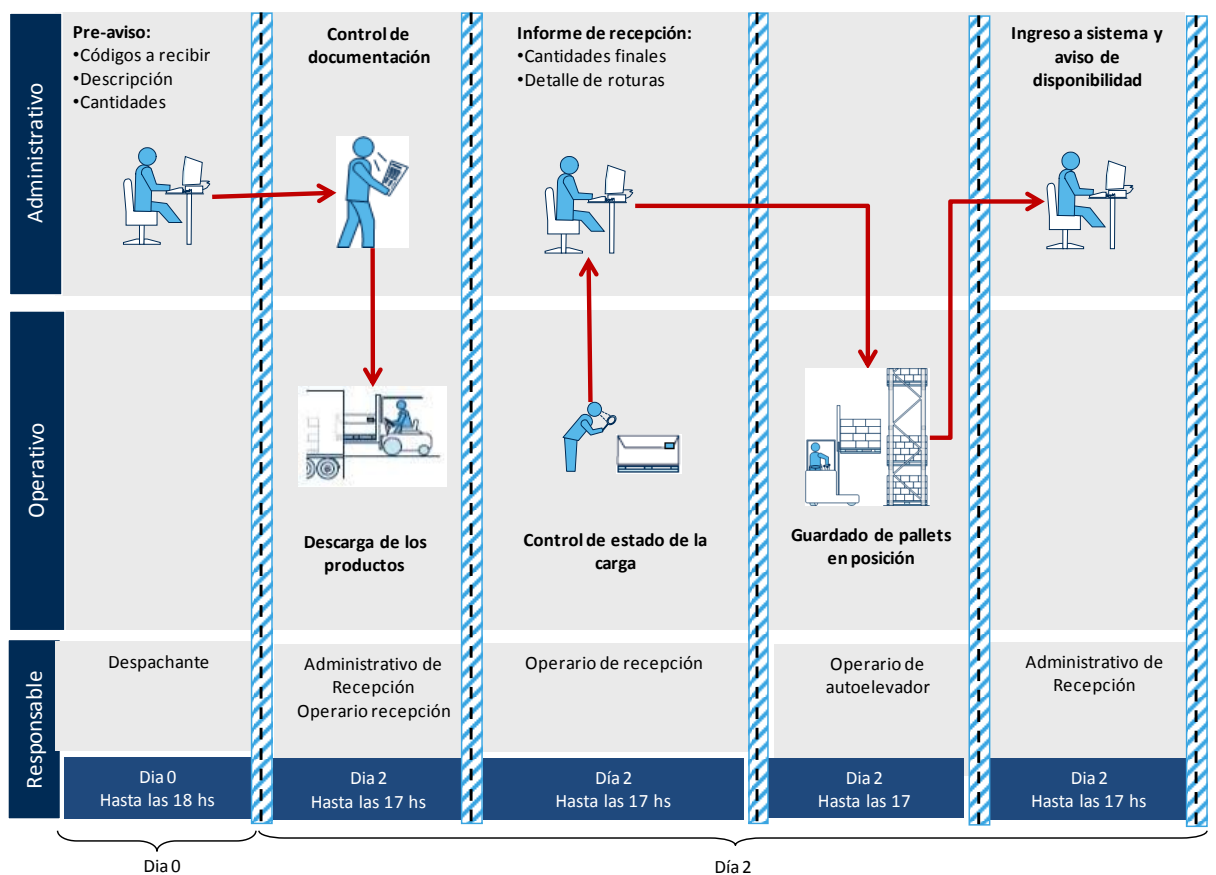 Administrativo
Pre-aviso:
•Códigos a recibir
•Descripción
•Cantidades
Control de
documentación
Informe de recepción:
•Cantidades finales
•Detalle de roturas
Ingreso a sistema y
aviso de
disponibilidad
Operativo
Descarga de los
productos
Control de estado de la
carga
Guardado de pallets
en posición
Responsable
Despachante
Administrativo de
Recepción
Operario recepción
Operario de recepción
Operario de
autoelevador
Administrativo de
Recepción
Dia 0
Hasta las 18 hs
Dia 2
Hasta las 17 hs
Día 2
Hasta las 17 hs
Dia 2
Hasta las 17
Dia 2
Hasta las 17 hs
Dia 0
Día 2